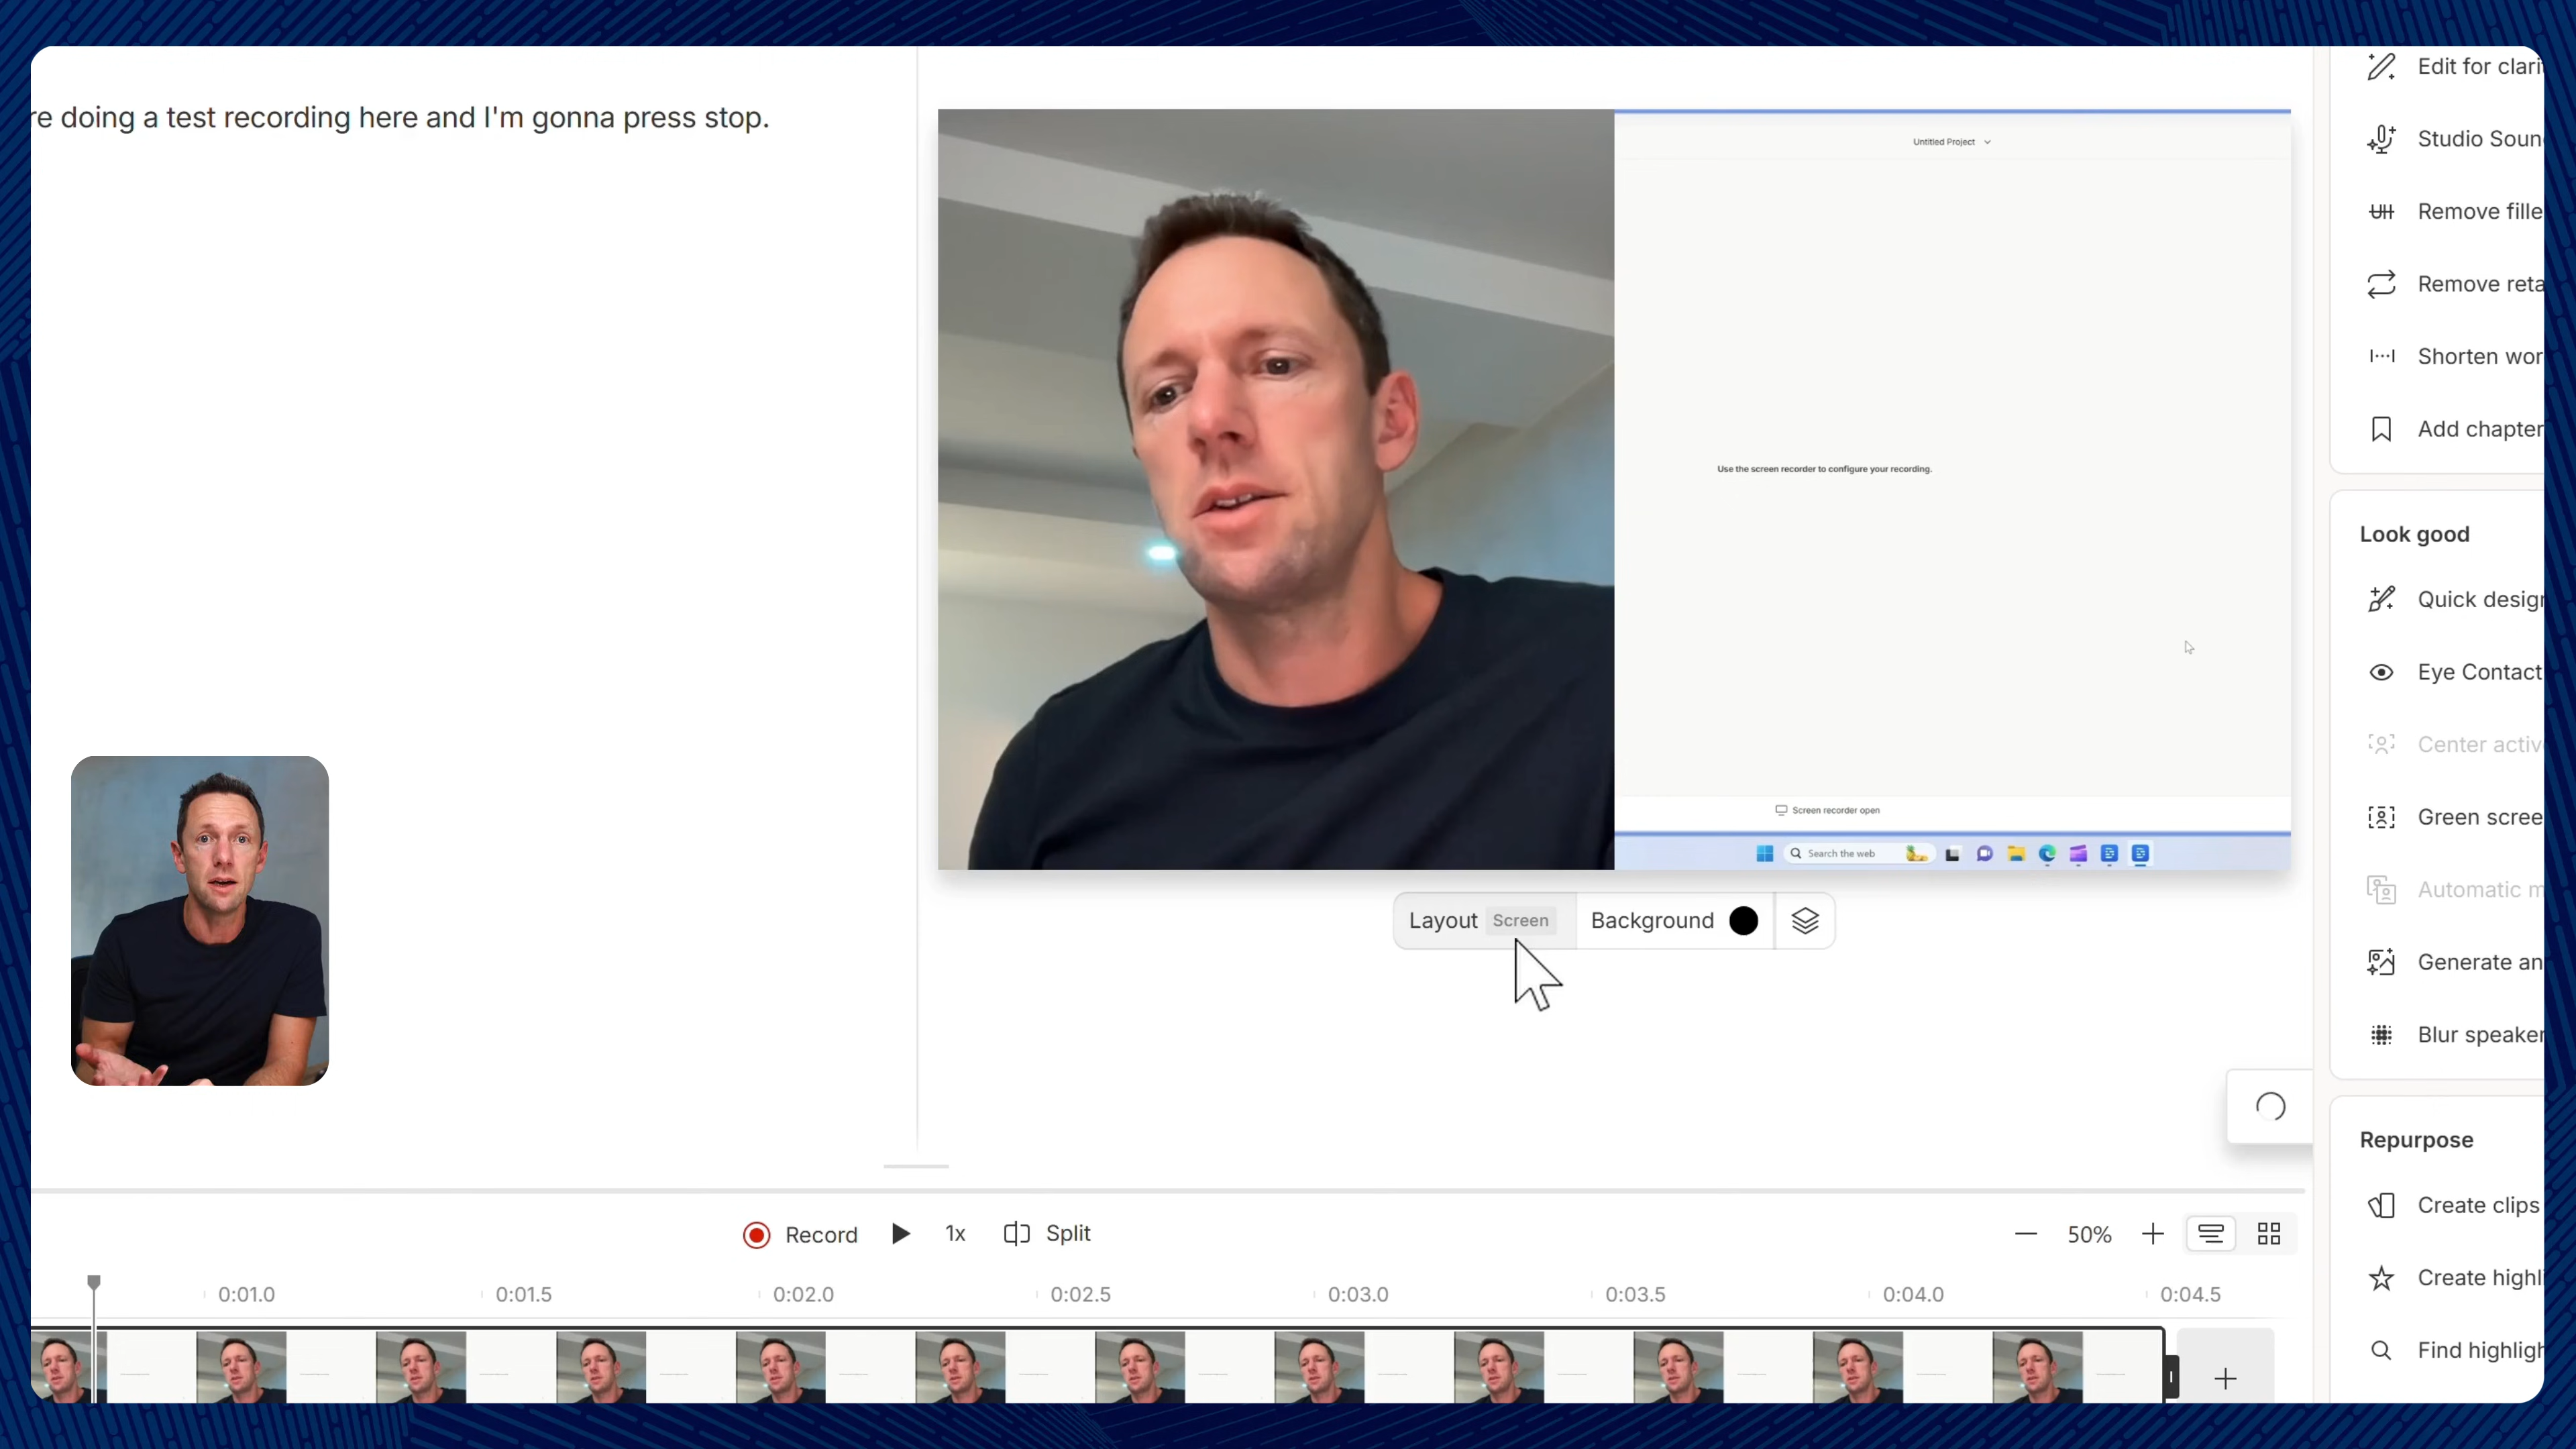 re doing a test recording here and I'm gonna press stop.
Untitled Project
Use the screen recorder to configure your recording.
Screen recorder open
Search the web
Layout Screen Background
Edit for clari
Studio Soun
Remove fille
Remove reta
Shorten wor
Add chapter
Look good
Quick design
Eye Contact
Center activ
Green scree
Automatic m
Generate an
Blur speaker
Repurpose
Create clips
Create highli
Find highligh
Record 1x Split 50%
0:01.0 0:01.5 0:02.0 0:02.5 0:03.0 0:03.5 0:04.0 0:04.5